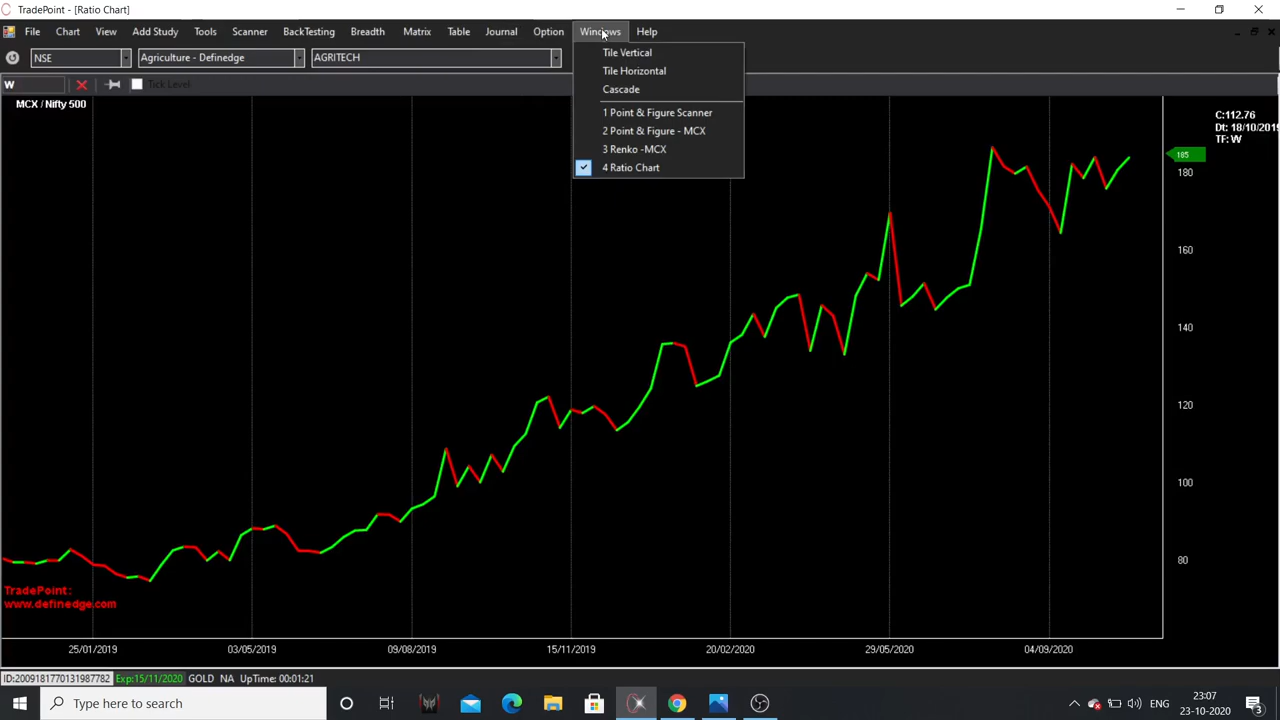 TradePoint - [Ratio Chart]
File Chart View Add Study Tools Scanner BackTesting Breadth Matrix Table Journal Option Windows Help
NSE Agriculture - Definedge AGRITECH
W Tick Level
Tile Vertical
Tile Horizontal
Cascade
1 Point & Figure Scanner
2 Point & Figure - MCX
3 Renko -MCX
4 Ratio Chart
MCX / Nifty 500
C:112.76
Dt: 18/10/2019
TF: W
185
180
160
140
120
100
80
TradePoint:
www.definedge.com
25/01/2019 03/05/2019 09/08/2019 15/11/2019 20/02/2020 29/05/2020 04/09/2020
ID:2009181770131987782 Exp:15/11/2020 GOLD NA UpTime: 00:01:21
Type here to search
ENG
23:07
23-10-2020
3